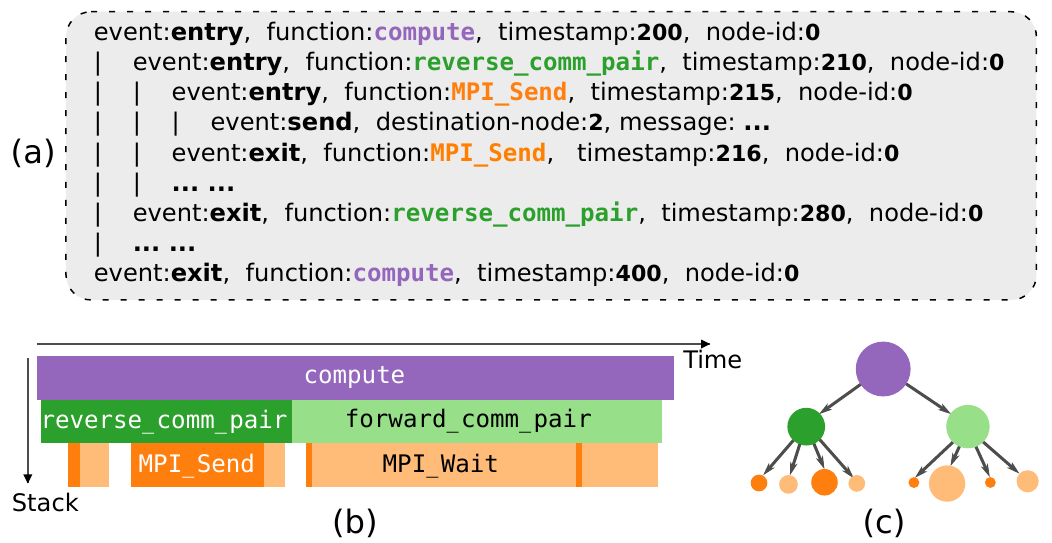 event:entry, function:compute, timestamp:200, node-id:0
| event:entry, function:reverse_comm_pair, timestamp:210, node-id:0
| | event:entry, function:MPI_Send, timestamp:215, node-id:0
| | | event:send, destination-node:2, message: ...
(a)
| | event:exit, function:MPI_Send, timestamp:216, node-id:0
| | ... ...
| event:exit, function:reverse_comm_pair, timestamp:280, node-id:0
| ... ...
event:exit, function:compute, timestamp:400, node-id:0
Time
compute
reverse_comm_pair forward_comm_pair
MPI_Send MPI_Wait
Stack
(b)
(c)